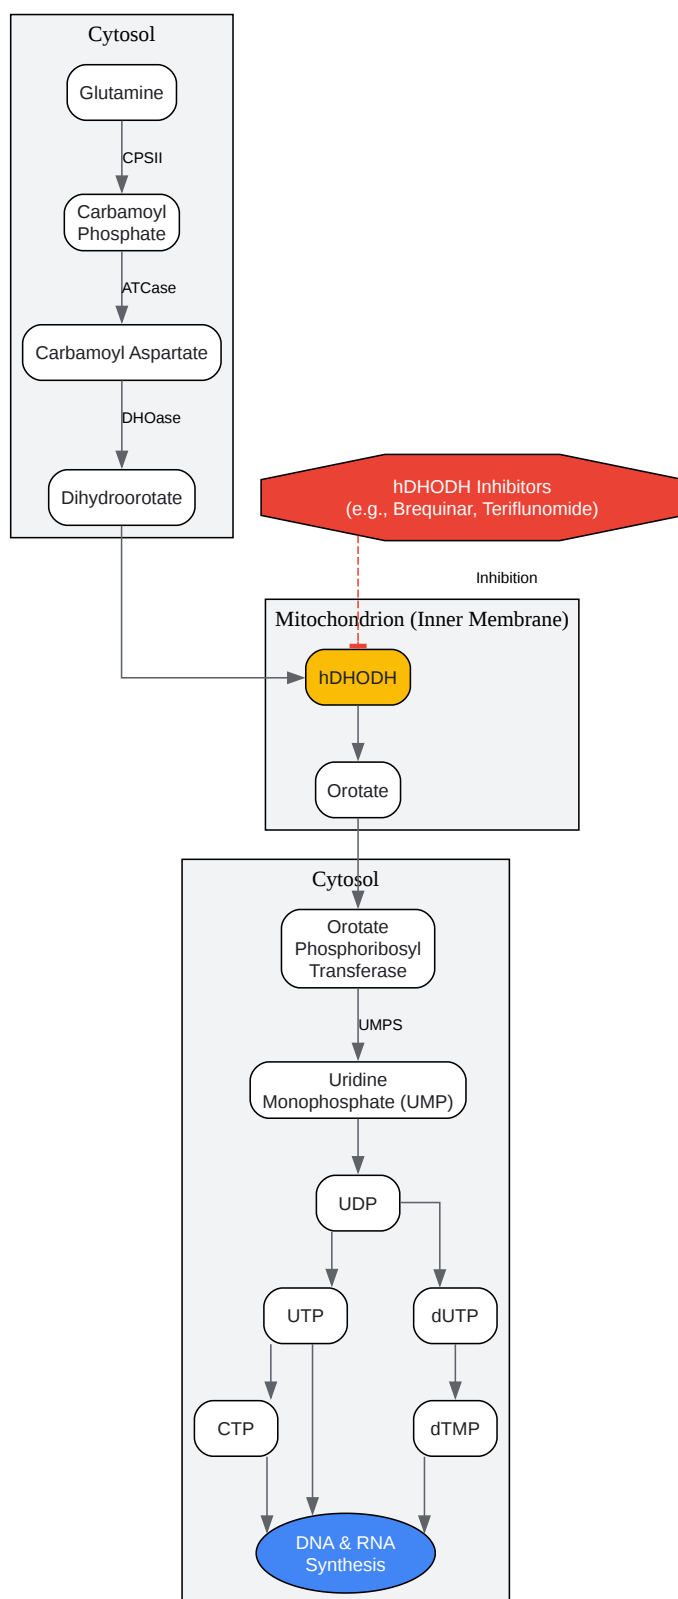 Cytosol
Glutamine
CPSII
Carbamoyl
Phosphate
ATCase
Carbamoyl Aspartate
DHOase
Dihydroorotate
hDHODH Inhibitors
(e.g., Brequinar, Teriflunomide)
Inhibition
Mitochondrion (Inner Membrane)
hDHODH
Orotate
Cytosol
Orotate
Phosphoribosyl
Transferase
UMPS
Uridine
Monophosphate (UMP)
UDP
UTP
dUTP
CTP
dTMP
DNA & RNA
Synthesis